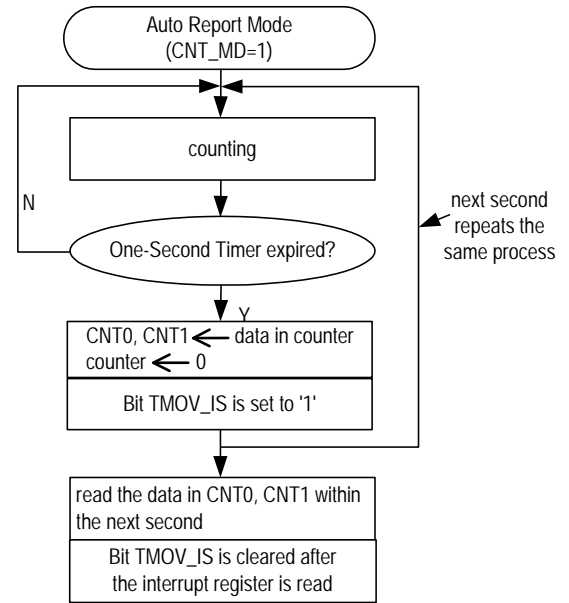 Auto Report Mode
(CNT_MD=1)
counting
N
next second
repeats the
same process
One-Second Timer expired?
Y
CNT0, CNT1 ← data in counter
counter ← 0
Bit TMOV_IS is set to '1'
read the data in CNT0, CNT1 within
the next second
Bit TMOV_IS is cleared after
the interrupt register is read